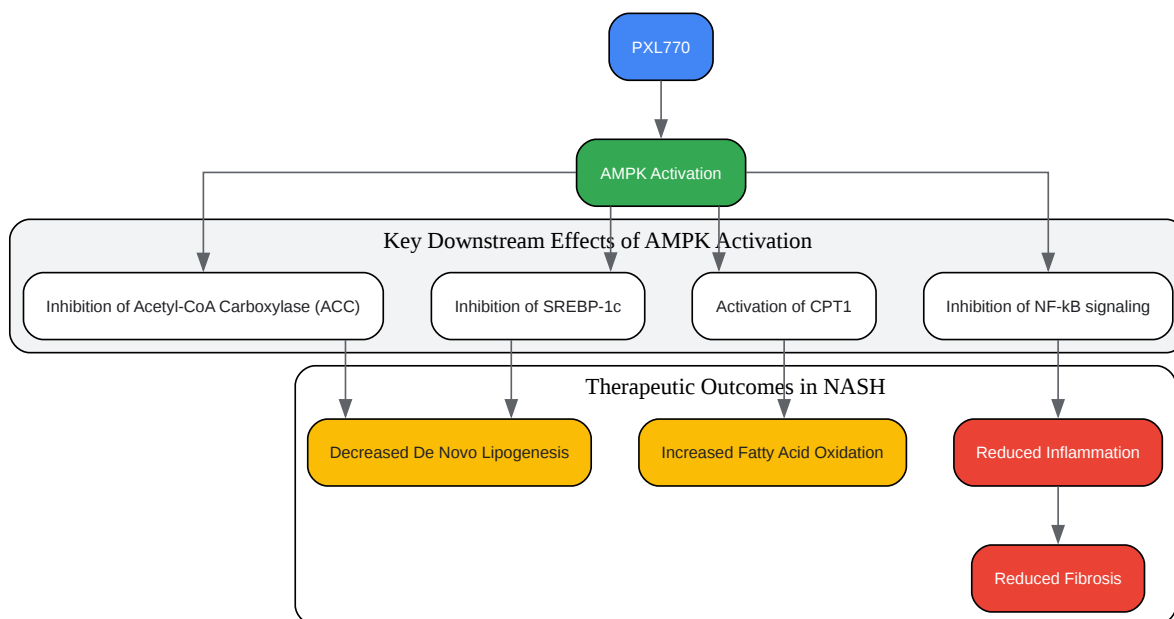 PXL770
AMPK Activation
Key Downstream Effects of AMPK Activation
Inhibition of Acetyl-CoA Carboxylase (ACC)
Inhibition of SREBP-1c
Activation of CPT1
Inhibition of NF-kB signaling
Therapeutic Outcomes in NASH
Decreased De Novo Lipogenesis
Increased Fatty Acid Oxidation
Reduced Inflammation
Reduced Fibrosis